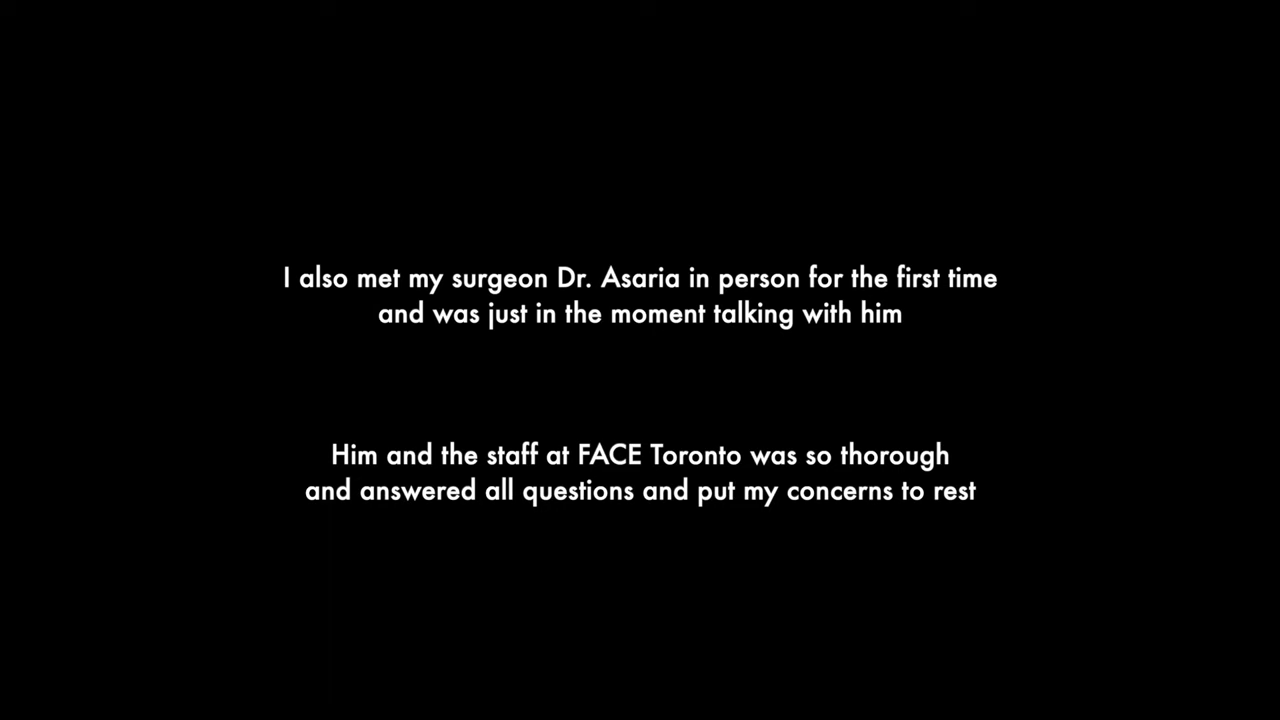 I also met my surgeon Dr. Asaria in person for the first time
and was just in the moment talking with him
Him and the staff at FACE Toronto was so thorough
and answered all questions and put my concerns to rest